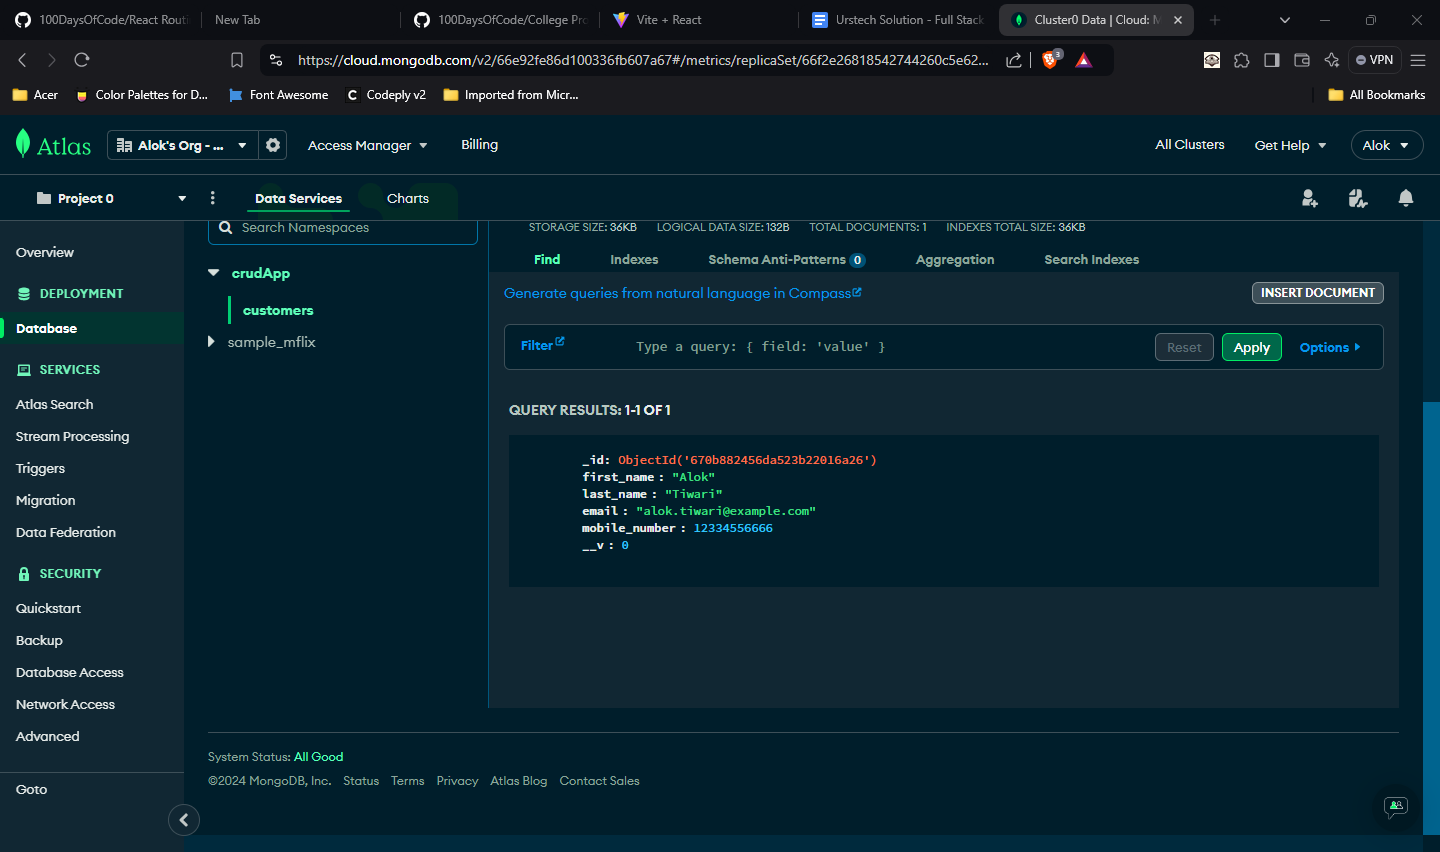 100DaysOfCode/React Routi
New Tab
100DaysOfCode/College Pro
Vite + React
Urstech Solution - Full Stack
Cluster0 Data | Cloud: M
https://cloud.mongodb.com/v2/66e92fe86d100336fb607a67#/metrics/replicaSet/66f2e26818542744260c5e62...
3
VPN
Acer
Color Palettes for D...
Font Awesome
C
Codeply v2
Imported from Micr...
All Bookmarks
Atlas
Alok's Org - ...
Access Manager
Billing
All Clusters
Get Help
Alok
Project 0
Data Services
Charts
Overview
DEPLOYMENT
Database
SERVICES
Atlas Search
Stream Processing
Triggers
Migration
Data Federation
SECURITY
Quickstart
Backup
Database Access
Network Access
Advanced
Goto
Search Namespaces
crudApp
customers
sample_mflix
STORAGE SIZE: 36KB LOGICAL DATA SIZE: 132B TOTAL DOCUMENTS: 1 INDEXES TOTAL SIZE: 36KB
Find Indexes Schema Anti-Patterns 0 Aggregation Search Indexes
Generate queries from natural language in Compass
INSERT DOCUMENT
Filter
Type a query: { field: 'value' }
Reset
Apply
Options
QUERY RESULTS: 1-1 OF 1
_id: ObjectId('670b882456da523b22016a26')
first_name : "Alok"
last_name : "Tiwari"
email : "alok.tiwari@example.com"
mobile_number : 12334556666
__v : 0
System Status: All Good
©2024 MongoDB, Inc. Status Terms Privacy Atlas Blog Contact Sales